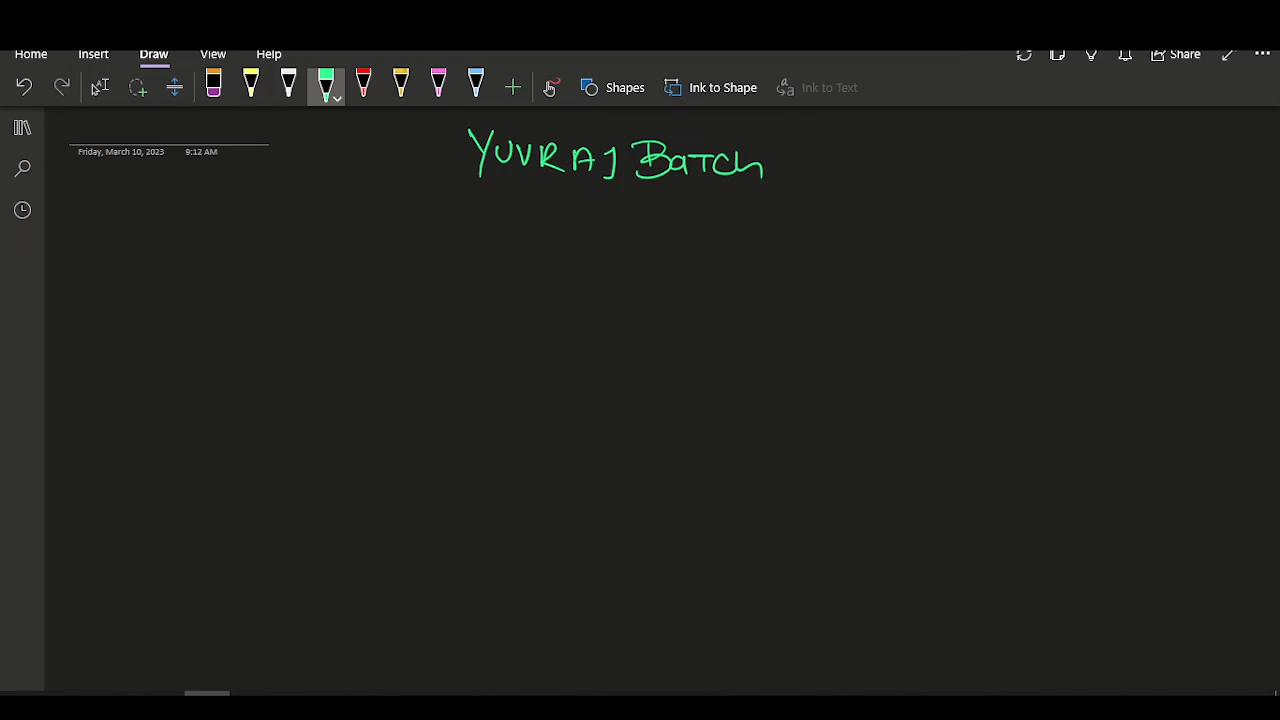 Home Insert Draw View Help Share
Shapes Ink to Shape Ink to Text
YUVRAJ BaTCh
Friday, March 10, 2023 9:12 AM